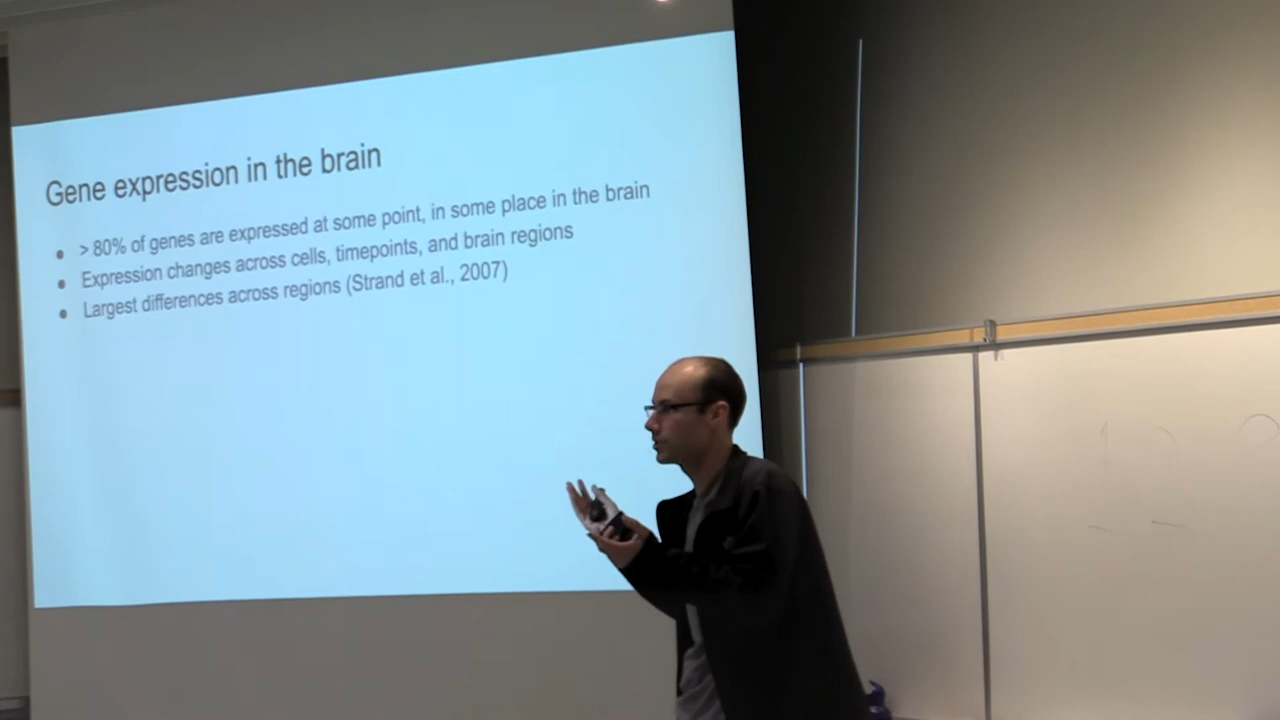 Gene expression in the brain
● > 80% of genes are expressed at some point, in some place in the brain
● Expression changes across cells, timepoints, and brain regions
● Largest differences across regions (Strand et al., 2007)